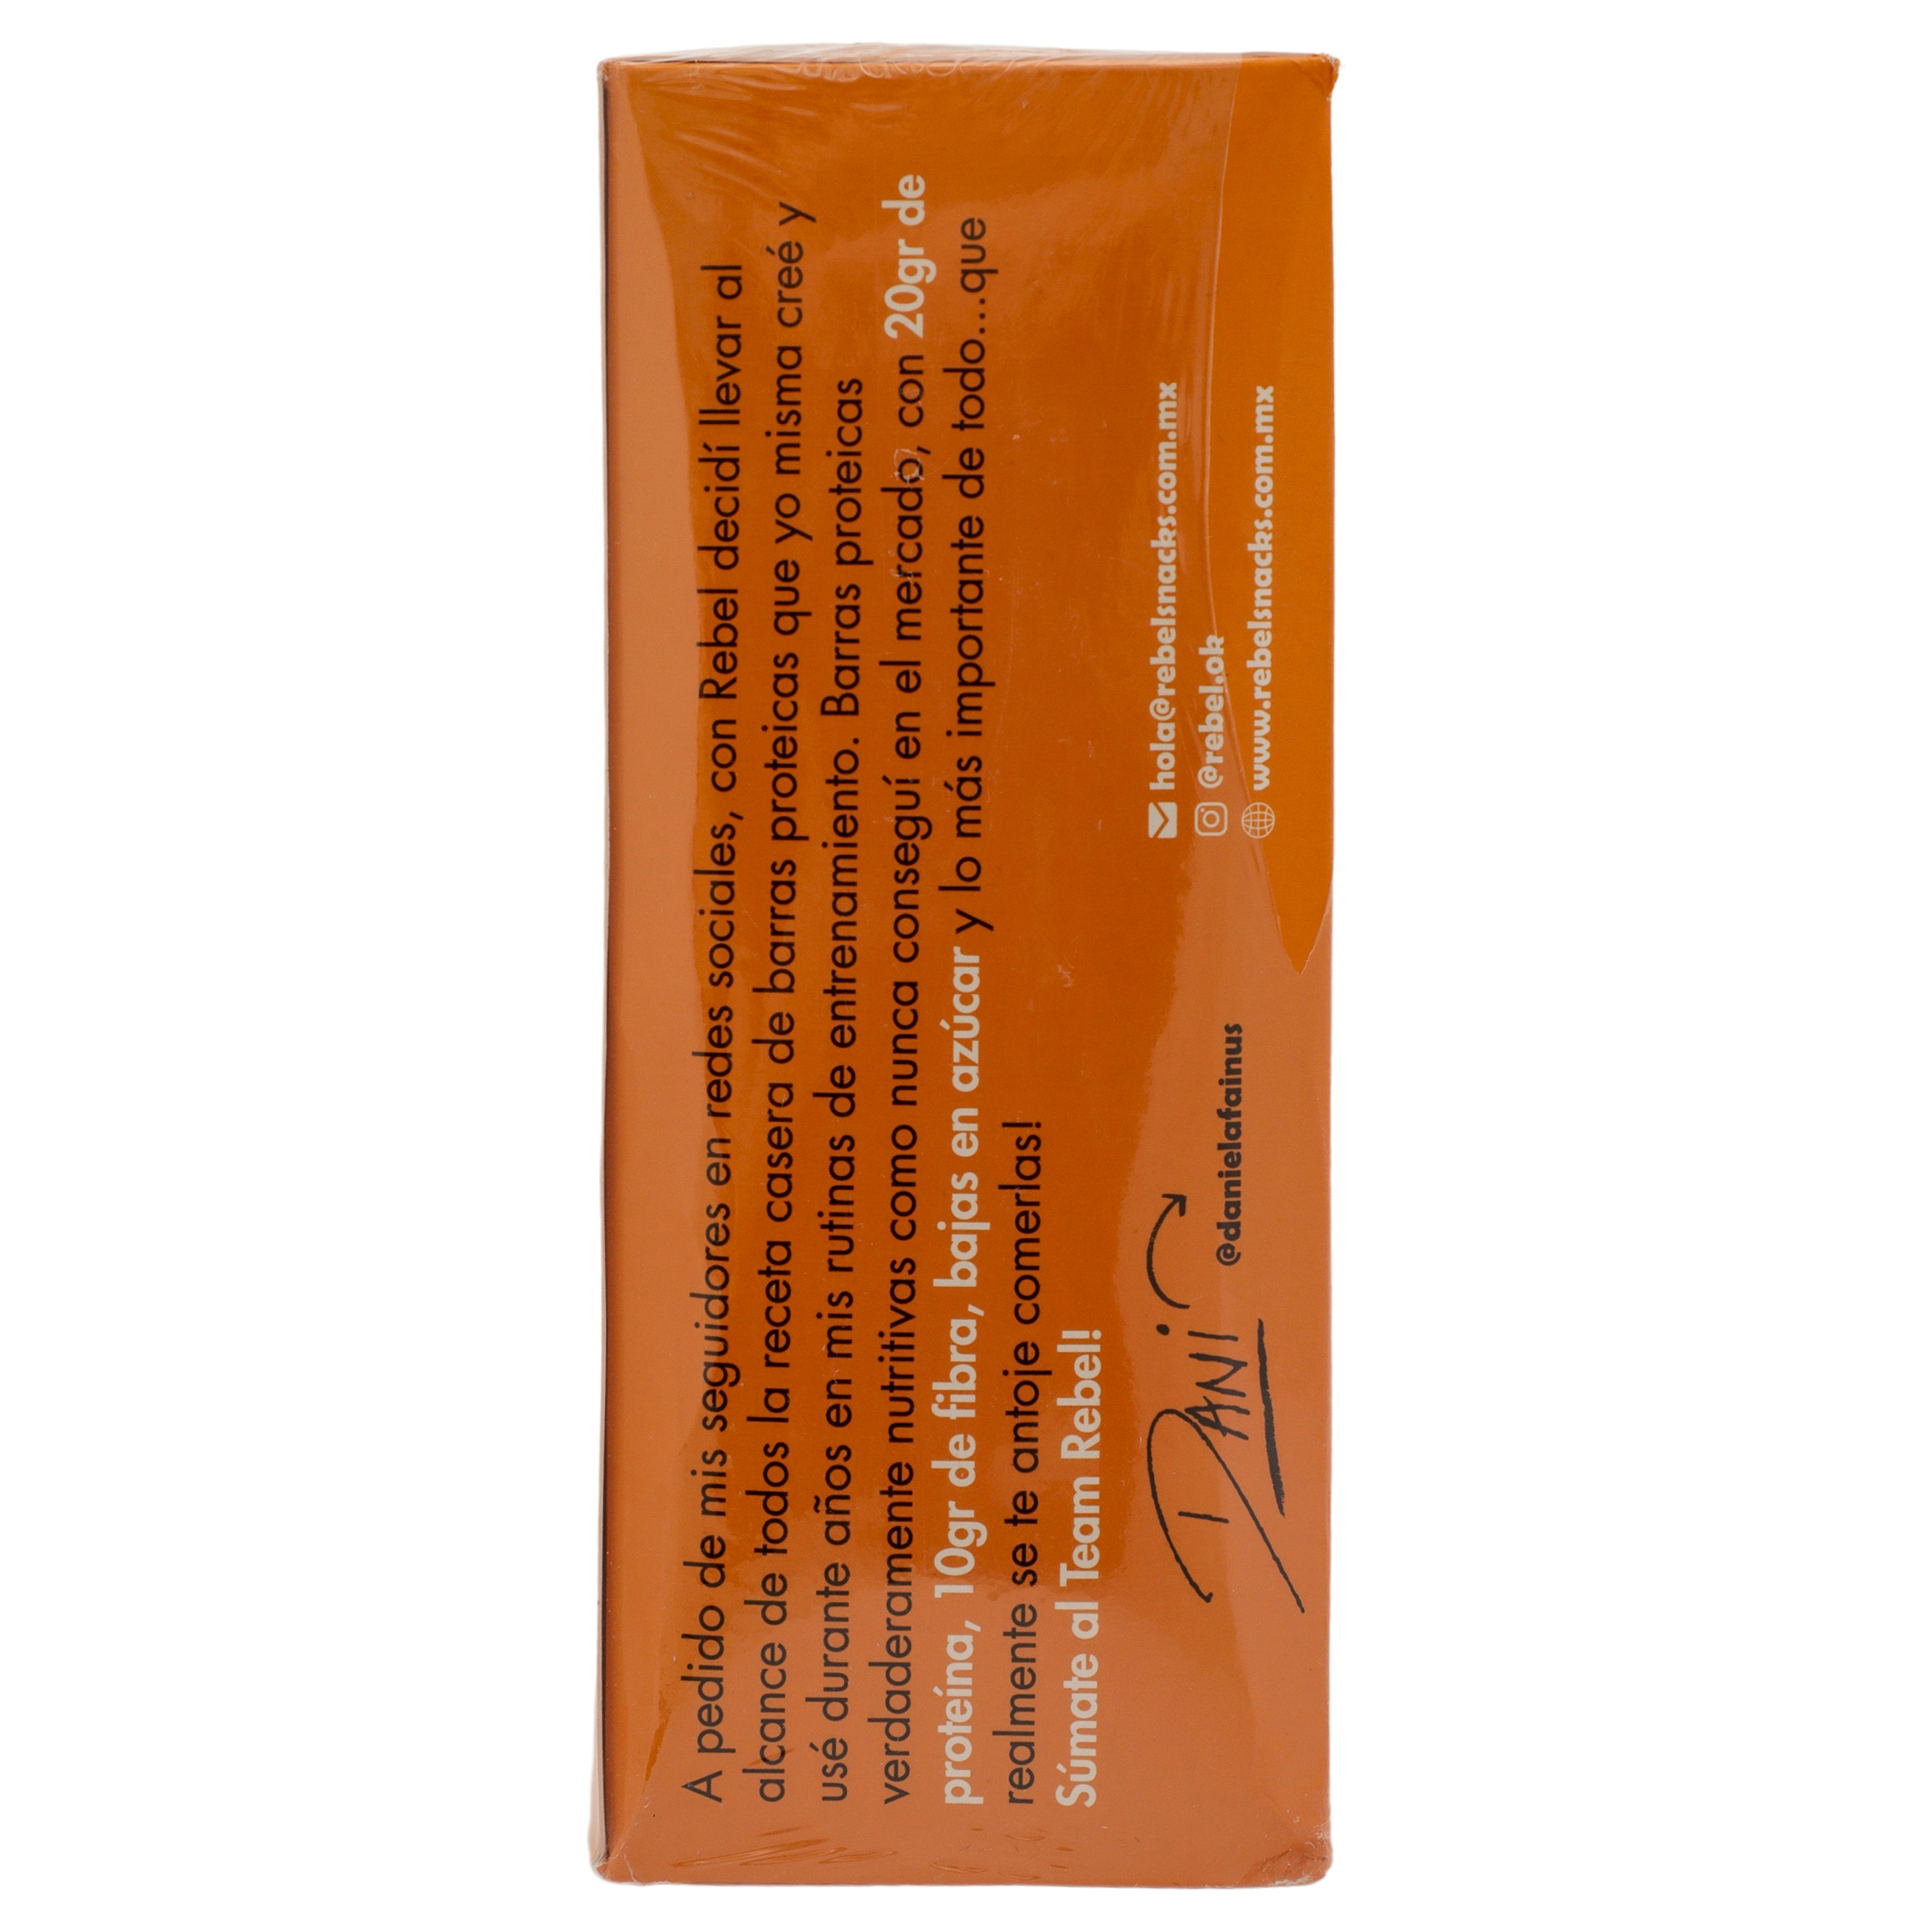 A pedido de mis seguidores en redes sociales, con Rebel decidí llevar al
alcance de todos la receta casera de barras proteicas que yo misma creé y
usé durante años en mis rutinas de entrenamiento. Barras proteicas
verdaderamente nutritivas como nunca conseguí en el mercado, con 20gr de
proteína, 10gr de fibra, bajas en azúcar y lo más importante de todo...que
realmente se te antoje comerlas!
Súmate al Team Rebel!
DANi
@danielafainus
hola@rebelsnacks.com.mx
@rebel.ok
www.rebelsnacks.com.mx